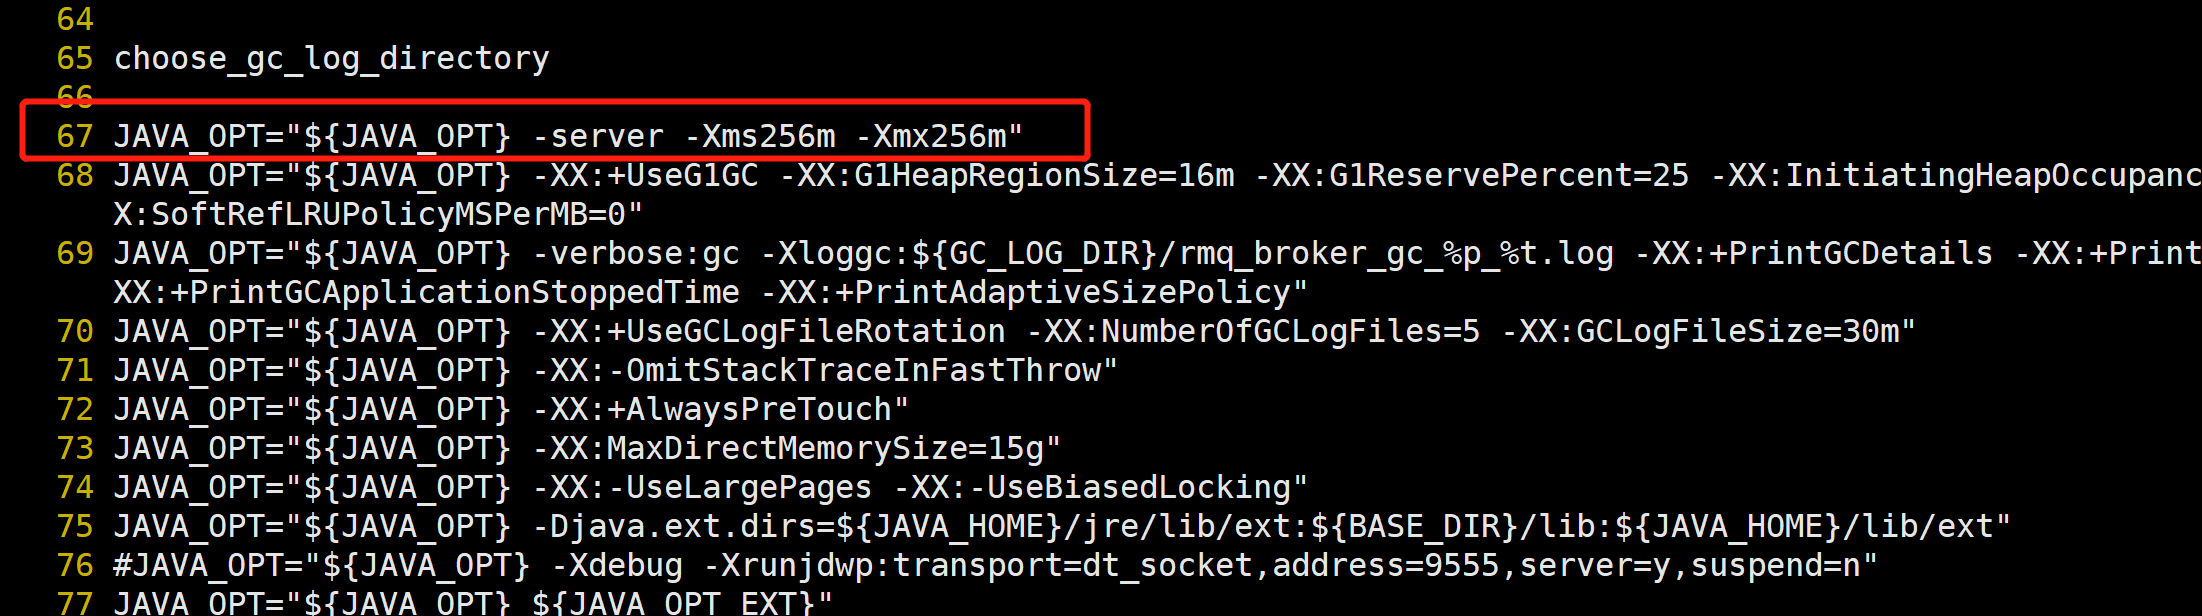 64
65 choose_gc_log_directory
66
67 JAVA_OPT="${JAVA_OPT} -server -Xms256m -Xmx256m"
68 JAVA_OPT="${JAVA_OPT} -XX:+UseG1GC -XX:G1HeapRegionSize=16m -XX:G1ReservePercent=25 -XX:InitiatingHeapOccupanc
X:SoftRefLRUPolicyMSPerMB=0"
69 JAVA_OPT="${JAVA_OPT} -verbose:gc -Xloggc:${GC_LOG_DIR}/rmq_broker_gc_%p_%t.log -XX:+PrintGCDetails -XX:+Print
XX:+PrintGCApplicationStoppedTime -XX:+PrintAdaptiveSizePolicy"
70 JAVA_OPT="${JAVA_OPT} -XX:+UseGCLogFileRotation -XX:NumberOfGCLogFiles=5 -XX:GCLogFileSize=30m"
71 JAVA_OPT="${JAVA_OPT} -XX:-OmitStackTraceInFastThrow"
72 JAVA_OPT="${JAVA_OPT} -XX:+AlwaysPreTouch"
73 JAVA_OPT="${JAVA_OPT} -XX:MaxDirectMemorySize=15g"
74 JAVA_OPT="${JAVA_OPT} -XX:-UseLargePages -XX:-UseBiasedLocking"
75 JAVA_OPT="${JAVA_OPT} -Djava.ext.dirs=${JAVA_HOME}/jre/lib/ext:${BASE_DIR}/lib:${JAVA_HOME}/lib/ext"
76 #JAVA_OPT="${JAVA_OPT} -Xdebug -Xrunjdwp:transport=dt_socket,address=9555,server=y,suspend=n"
77 JAVA_OPT="${JAVA_OPT} ${JAVA_OPT_EXT}"